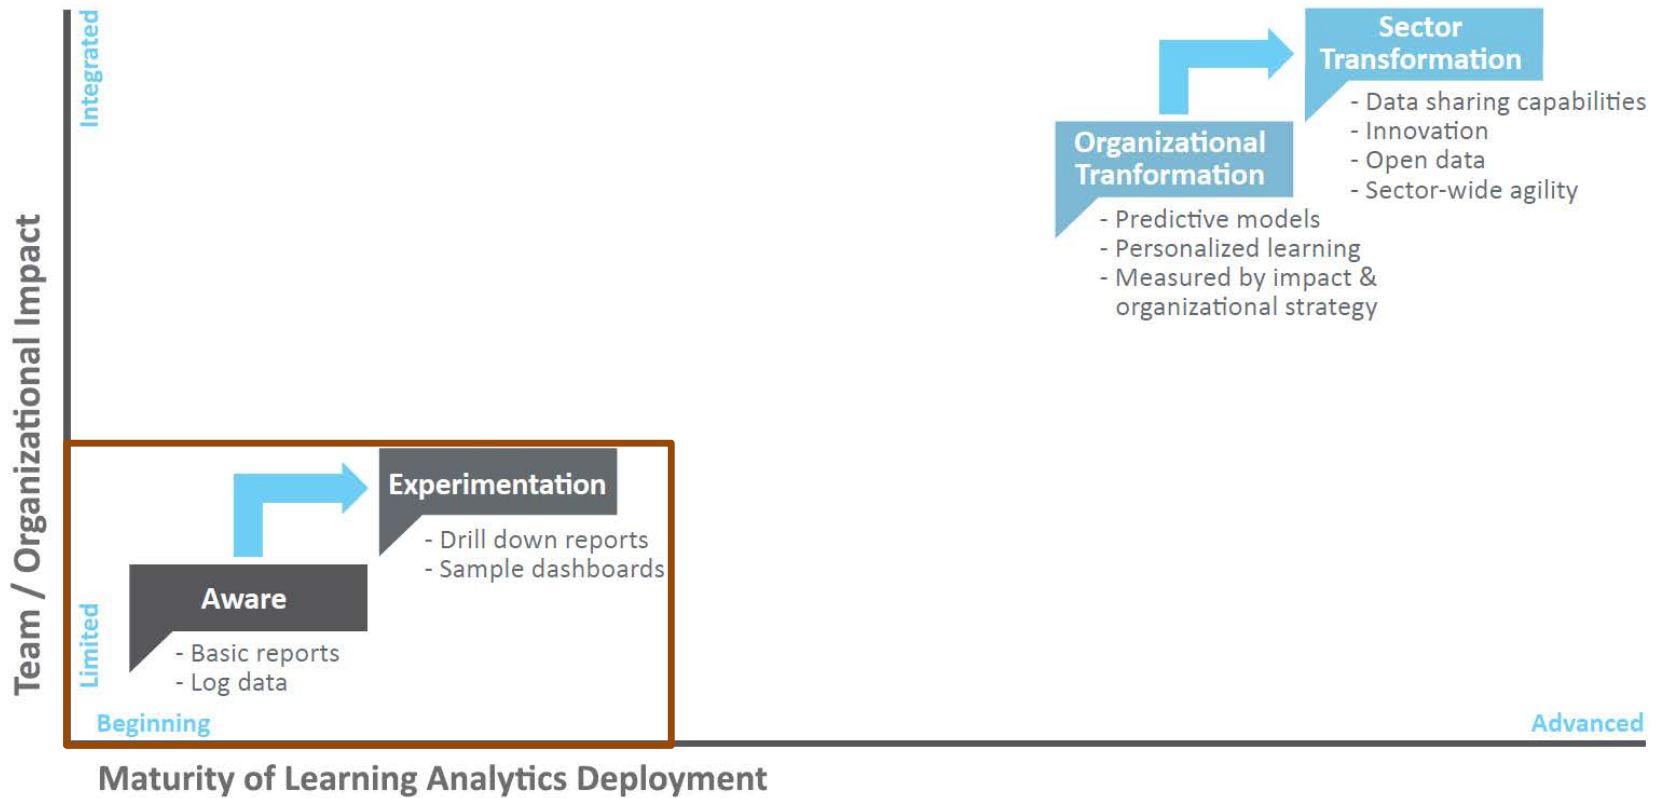 Team / Organizational Impact
Integrated
Limited
Sector
Transformation
- Data sharing capabilities
- Innovation
- Open data
- Sector-wide agility
Organizational
Tranformation
- Predictive models
- Personalized learning
- Measured by impact &
organizational strategy
Experimentation
- Drill down reports
- Sample dashboards
Aware
- Basic reports
- Log data
Beginning
Advanced
Maturity of Learning Analytics Deployment